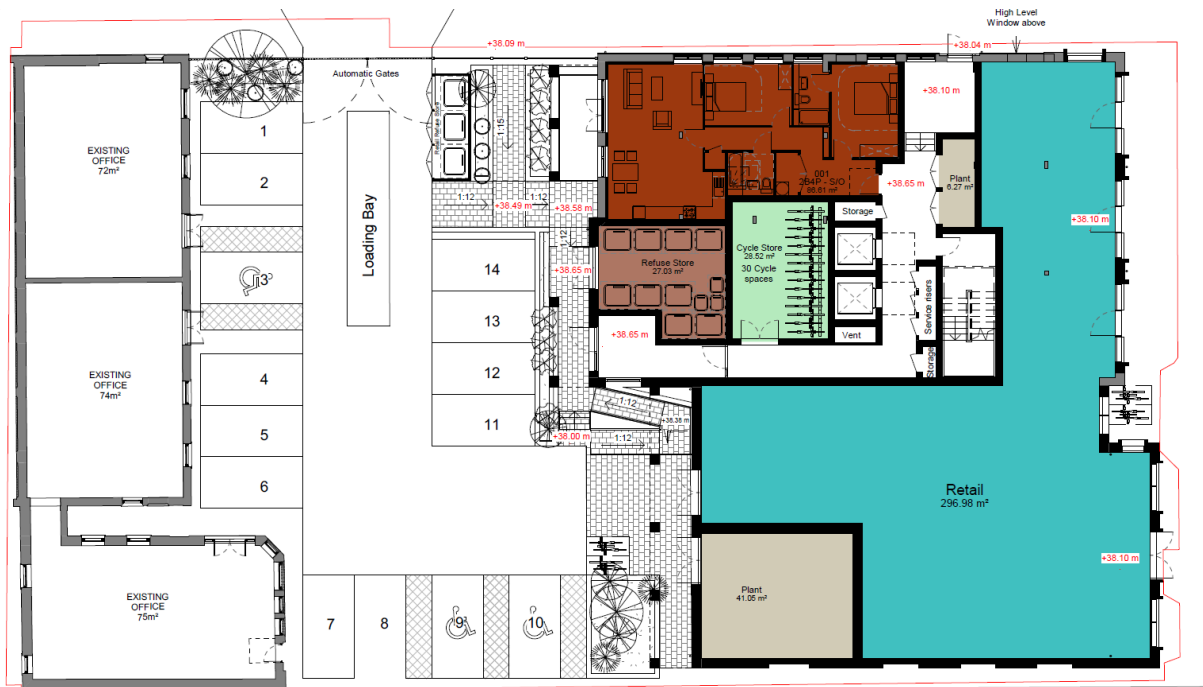 High Level
Window above
+38.09 m
+38.04 m
Automatic Gates
+38.10 m
EXISTING
OFFICE
72m²
1
2
3
Loading Bay
Retail Refuse Store
1:15
1:12
+38.49 m
1:12
+38.58 m
1:12
+38.65 m
001
2B4P - S/O
86.61 m²
+38.65 m
Plant
6.27 m²
+38.10 m
Storage
Refuse Store
27.03 m²
Cycle Store
28.52 m²
30 Cycle
spaces
Vent
Service risers
Storage
+38.65 m
14
13
12
11
EXISTING
OFFICE
74m²
4
5
6
1:12
+38.38 m
+38.00 m
1:12
Retail
296.98 m²
+38.10 m
Plant
41.05 m²
EXISTING
OFFICE
75m²
7
8
9
10